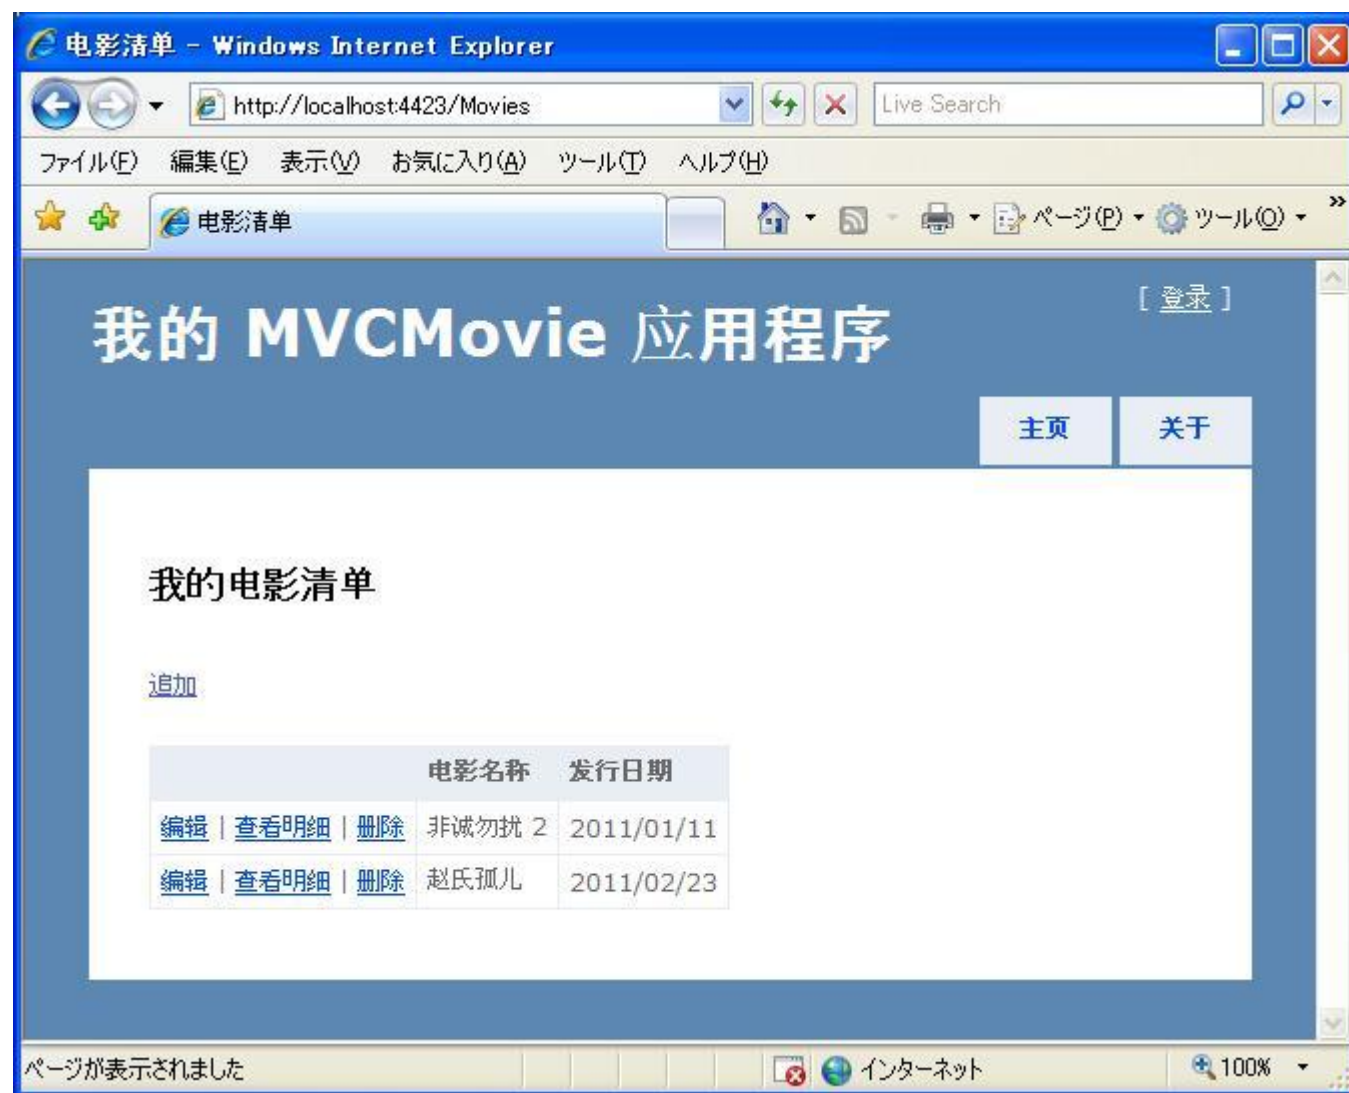 电影清单 - Windows Internet Explorer
http://localhost:4423/Movies
Live Search
ファイル(F) 編集(E) 表示(V) お気に入り(A) ツール(T) ヘルプ(H)
电影清单
ページ(P)
ツール(O)
»
[ 登录 ]
我的 MVCMovie 应用程序
主页
关于
我的电影清单
追加
电影名称 发行日期
编辑 | 查看明细 | 删除 非诚勿扰 2 2011/01/11
编辑 | 查看明细 | 删除 赵氏孤儿 2011/02/23
ページが表示されました
インターネット
100%